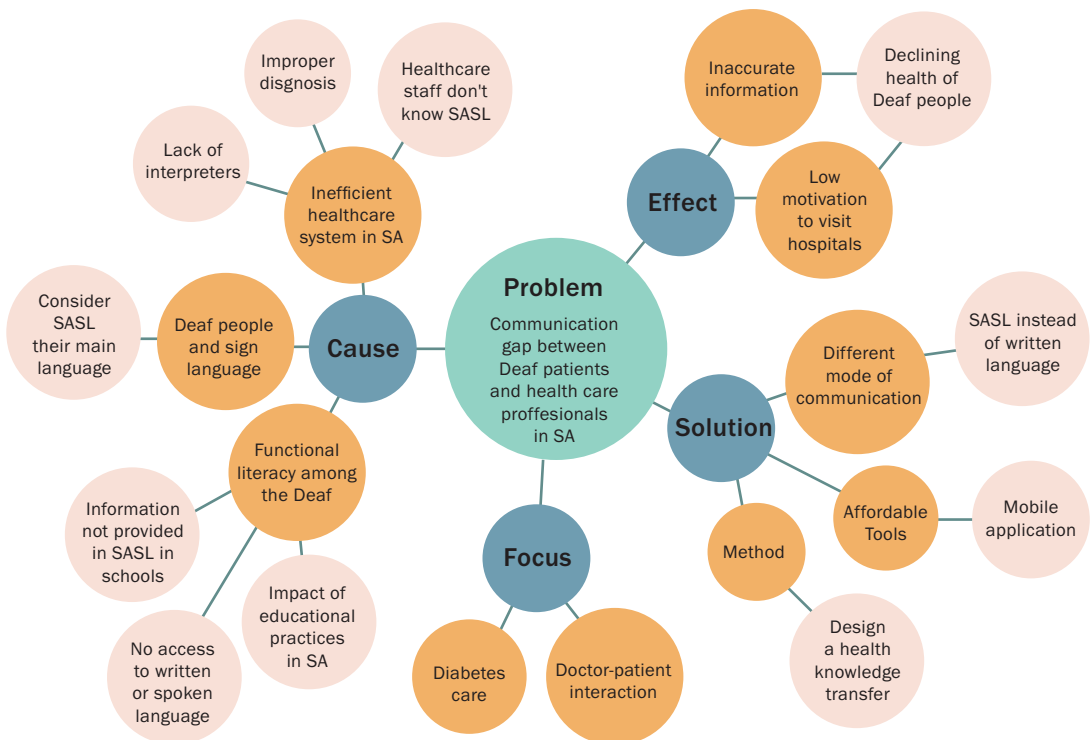 Problem
Communication
gap between
Deaf patients
and health care
proffesionals
in SA
Cause
Inefficient
healthcare
system in SA
Lack of
interpreters
Improper
disgnosis
Healthcare
staff don't
know SASL
Deaf people
and sign
language
Consider
SASL
their main
language
Functional
literacy among
the Deaf
Information
not provided
in SASL in
schools
No access
to written
or spoken
language
Impact of
educational
practices
in SA
Effect
Inaccurate
information
Low
motivation
to visit
hospitals
Declining
health of
Deaf people
Solution
Different
mode of
communication
SASL instead
of written
language
Affordable
Tools
Mobile
application
Method
Design
a health
knowledge
transfer
Focus
Diabetes
care
Doctor-patient
interaction